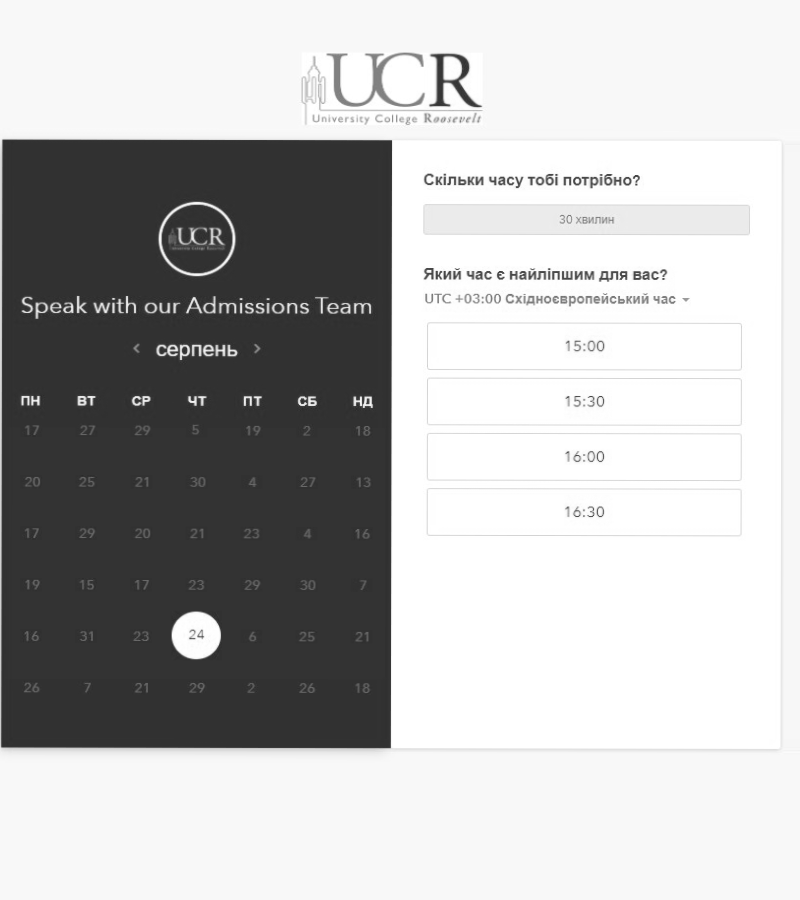 UCR
University College Roosevelt
UCR
Speak with our Admissions Team
серпень
ПН ВТ СР ЧТ ПТ СБ НД
17 27 29 5 19 2 18
20 25 21 30 4 27 13
17 29 20 21 23 4 16
19 15 17 23 29 30 7
16 31 23 24 6 25 21
26 7 21 29 2 26 18
Скільки часу тобі потрібно?
30 хвилин
Який час є найліпшим для вас?
UTC +03:00 Східноєвропейський час
15:00
15:30
16:00
16:30